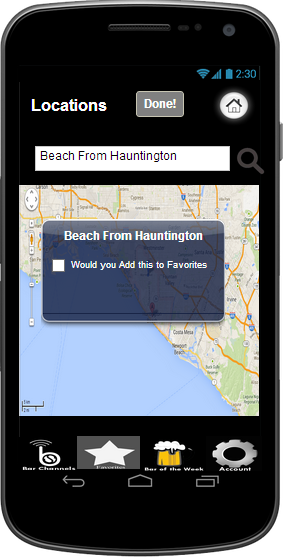 2:30
Locations
Done!
Beach From Hauntington
Beach From Hauntington
Would you Add this to Favorites
Costa Mesa
Newport
Beach
Bar Channels
Favorites
Bar of the Week
Account